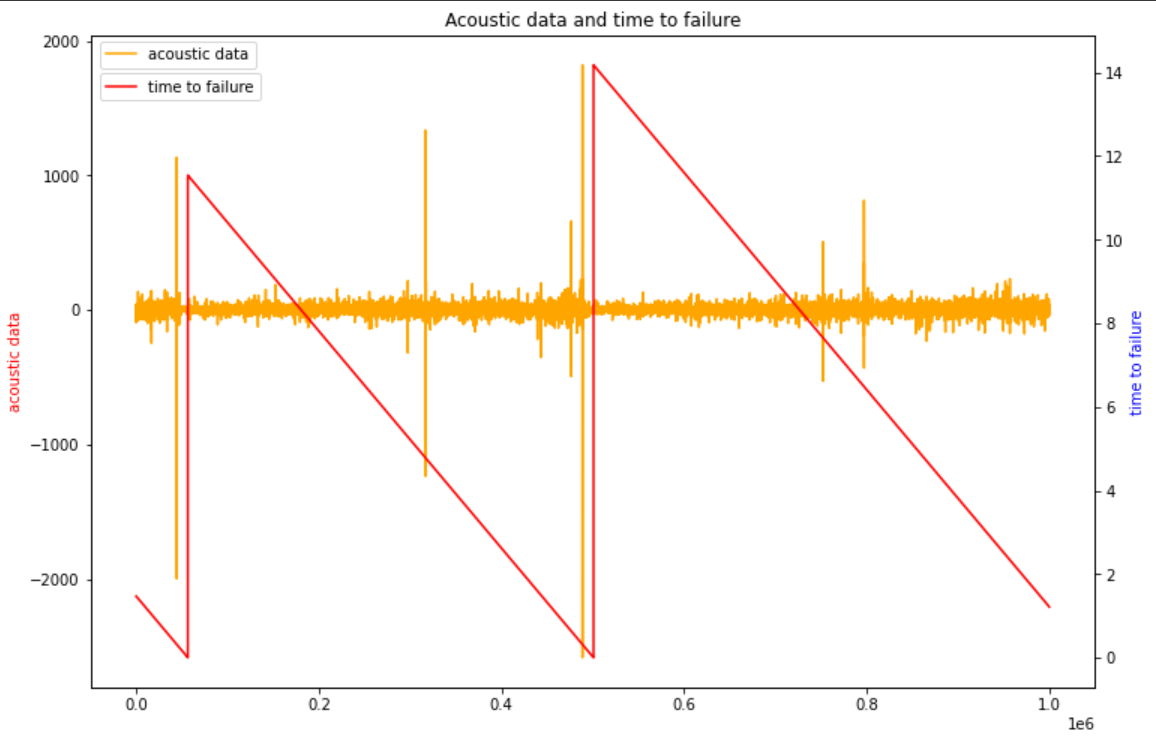 Acoustic data and time to failure
acoustic data
time to failure
2000
1000
0
−1000
−2000
acoustic data
14
12
10
8
6
4
2
0
time to failure
0.0 0.2 0.4 0.6 0.8 1.0
1e6